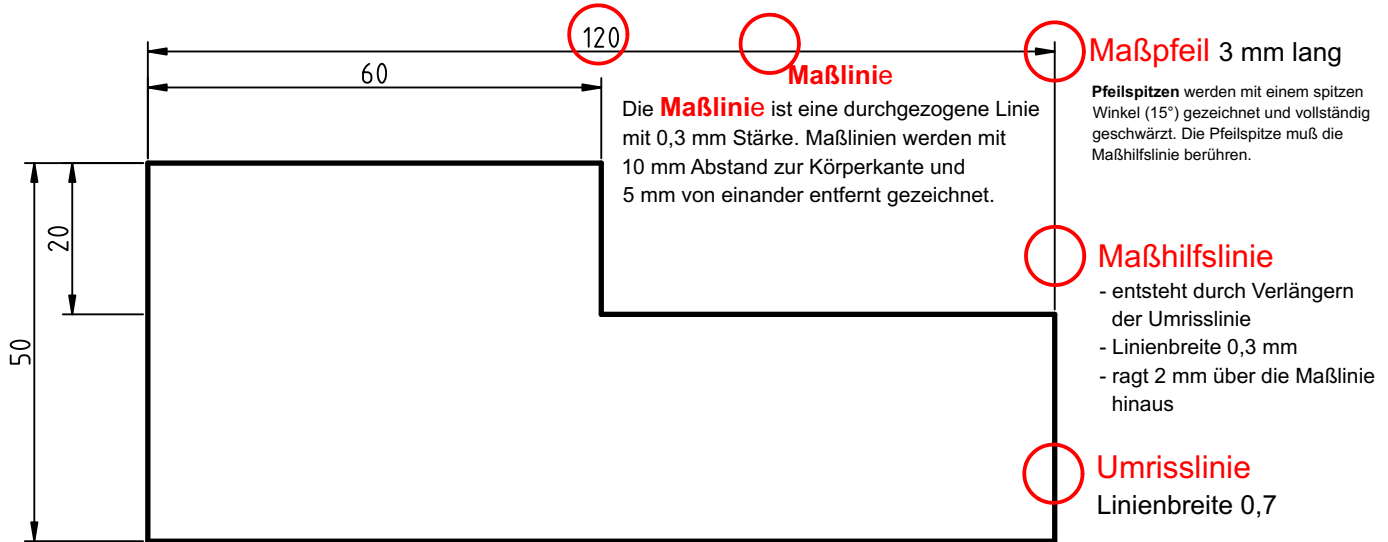 120
Maßpfeil 3 mm lang
60
Maßlinie
Pfeilspitzen werden mit einem spitzen
Winkel (15°) gezeichnet und vollständig
geschwärzt. Die Pfeilspitze muß die
Maßhilfslinie berühren.
Die Maßlinie ist eine durchgezogene Linie
mit 0,3 mm Stärke. Maßlinien werden mit
10 mm Abstand zur Körperkante und
5 mm von einander entfernt gezeichnet.
20
50
Maßhilfslinie
- entsteht durch Verlängern
der Umrisslinie
- Linienbreite 0,3 mm
- ragt 2 mm über die Maßlinie
hinaus
Umrisslinie
Linienbreite 0,7